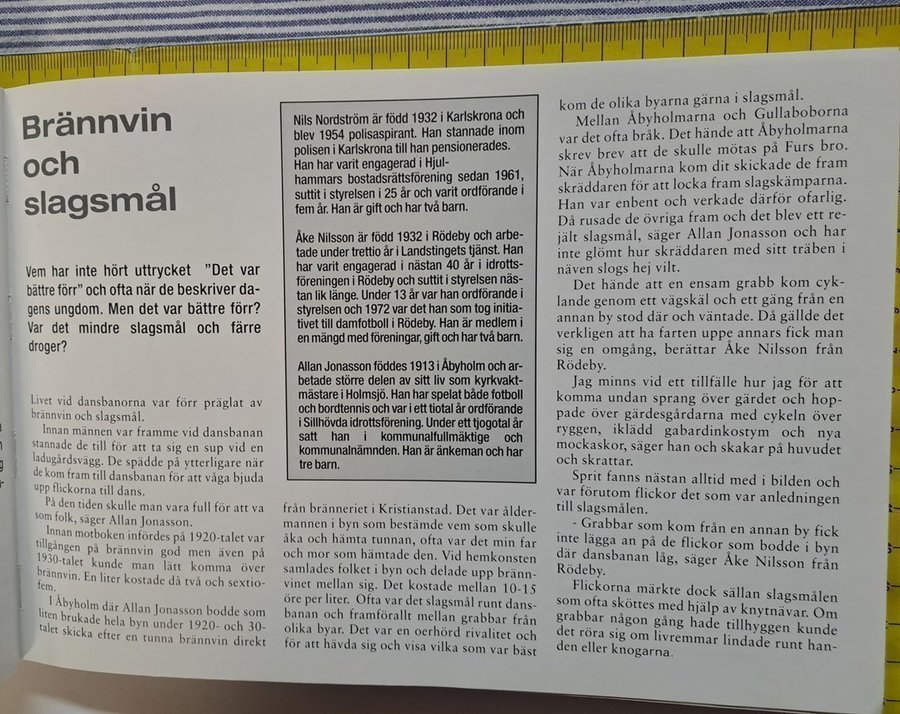 Brännvin
och
slagsmål
Vem har inte hört uttrycket "Det var
bättre förr" och ofta när de beskriver da-
gens ungdom. Men det var bättre förr?
Var det mindre slagsmål och färre
droger?
Livet vid dansbanorna var förr präglat av
brännvin och slagsmål.
Innan männen var framme vid dansbanan
stannade de till för att ta sig en sup vid en
ladugårdsvägg. De spädde på ytterligare när
de kom fram till dansbanan för att våga bjuda
upp flickorna till dans.
På den tiden skulle man vara full för att va
som folk, säger Allan Jonasson.
Innan motboken infördes på 1920-talet var
tillgången på brännvin god men även på
1930-talet kunde man lätt komma över
brännvin. En liter kostade då två och sextio-
fem.
I Åbyholm där Allan Jonasson bodde som
liten brukade hela byn under 1920- och 30-
talet skicka efter en tunna brännvin direkt
Nils Nordström är född 1932 i Karlskrona och
blev 1954 polisaspirant. Han stannade inom
polisen i Karlskrona till han pensionerades.
Han har varit engagerad i Hjul-
hammars bostadsrättsförening sedan 1961,
suttit i styrelsen i 25 år och varit ordförande i
fem år. Han är gift och har två barn.
Åke Nilsson är född 1932 i Rödeby och arbe-
tade under trettio år i Landstingets tjänst. Han
har varit engagerad i nästan 40 år i idrotts-
föreningen i Rödeby och suttit i styrelsen näs-
tan lik länge. Under 13 år var han ordförande i
styrelsen och 1972 var det han som tog initia-
tivet till damfotboll i Rödeby. Han är medlem i
en mängd med föreningar, gift och har två barn.
Allan Jonasson föddes 1913 i Åbyholm och ar-
betade större delen av sitt liv som kyrkvakt-
mästare i Holmsjö. Han har spelat både fotboll
och bordtennis och var i ett tiotal år ordförande
i Sillhövda idrottsförening. Under ett tjogotal år
satt han i kommunalfullmäktige och
kommunalnämnden. Han är änkeman och har
tre barn.
från bränneriet i Kristianstad. Det var ålder-
mannen i byn som bestämde vem som skulle
åka och hämta tunnan, ofta var det min far
och mor som hämtade den. Vid hemkonsten
samlades folket i byn och delade upp bränn-
vinet mellan sig. Det kostade mellan 10-15
öre per liter. Ofta var det slagsmål runt dans-
banan och framförallt mellan grabbar från
olika byar. Det var en oerhörd rivalitet och
för att hävda sig och visa vilka som var bäst
kom de olika byarna gärna i slagsmål.
Mellan Åbyholmarna och Gullaboborna
var det ofta bråk. Det hände att Åbyholmarna
skrev brev att de skulle mötas på Furs bro.
När Åbyholmarna kom dit skickade de fram
skräddaren för att locka fram slagskämparna.
Han var enbent och verkade därför ofarlig.
Då rusade de övriga fram och det blev ett re-
jält slagsmål, säger Allan Jonasson och har
inte glömt hur skräddaren med sitt träben i
näven slogs hej vilt.
Det hände att en ensam grabb kom cyk-
lande genom ett vägskäl och ett gäng från en
annan by stod där och väntade. Då gällde det
verkligen att ha farten uppe annars fick man
sig en omgång, berättar Åke Nilsson från
Rödeby.
Jag minns vid ett tillfälle hur jag för att
komma undan sprang över gärdet och hop-
pade över gärdesgårdarna med cykeln över
ryggen, iklädd gabardinkostym och nya
mockaskor, säger han och skakar på huvudet
och skrattar.
Sprit fanns nästan alltid med i bilden och
var förutom flickor det som var anledningen
till slagsmålen.
- Grabbar som kom från en annan by fick
inte lägga an på de flickor som bodde i byn
där dansbanan låg, säger Åke Nilsson från
Rödeby.
Flickorna märkte dock sällan slagsmålen
som ofta sköttes med hjälp av knytnävar. Om
grabbar någon gång hade tillhyggen kunde
det röra sig om livremmar lindade runt han-
den eller knogarna.